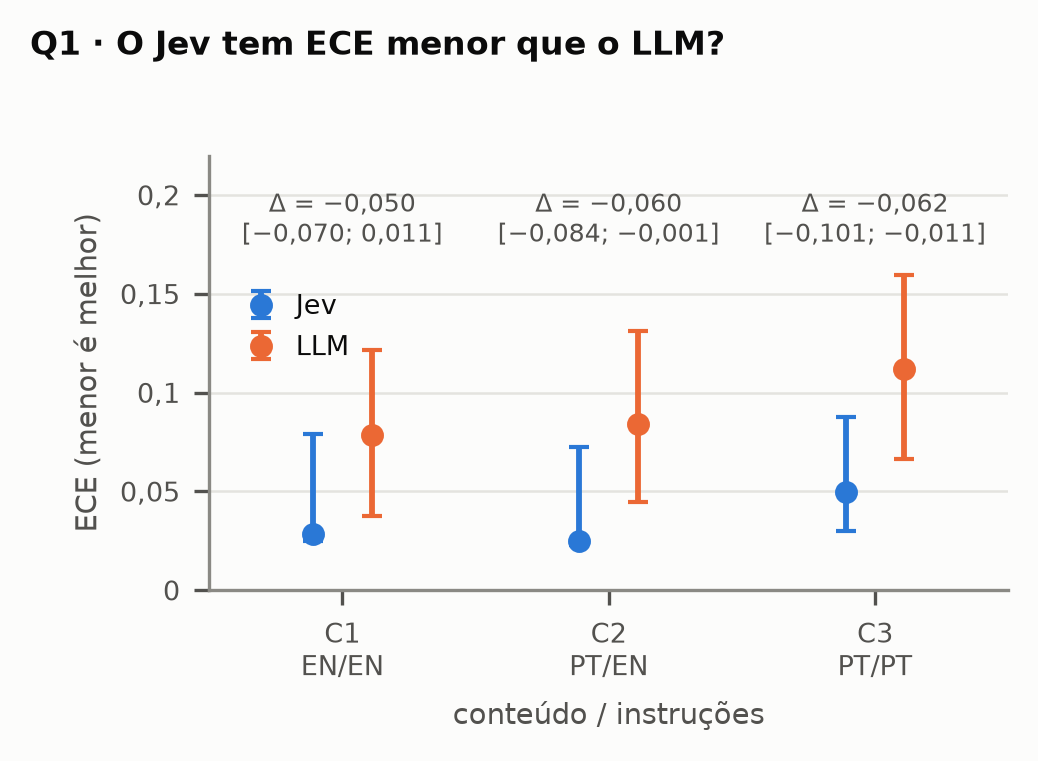 Q1 · O Jev tem ECE menor que o LLM?
0,2
0,15
0,1
0,05
0
ECE (menor é melhor)
Δ = −0,050
[−0,070; 0,011]
Δ = −0,060
[−0,084; −0,001]
Δ = −0,062
[−0,101; −0,011]
Jev
LLM
C1
EN/EN
C2
PT/EN
C3
PT/PT
conteúdo / instruções